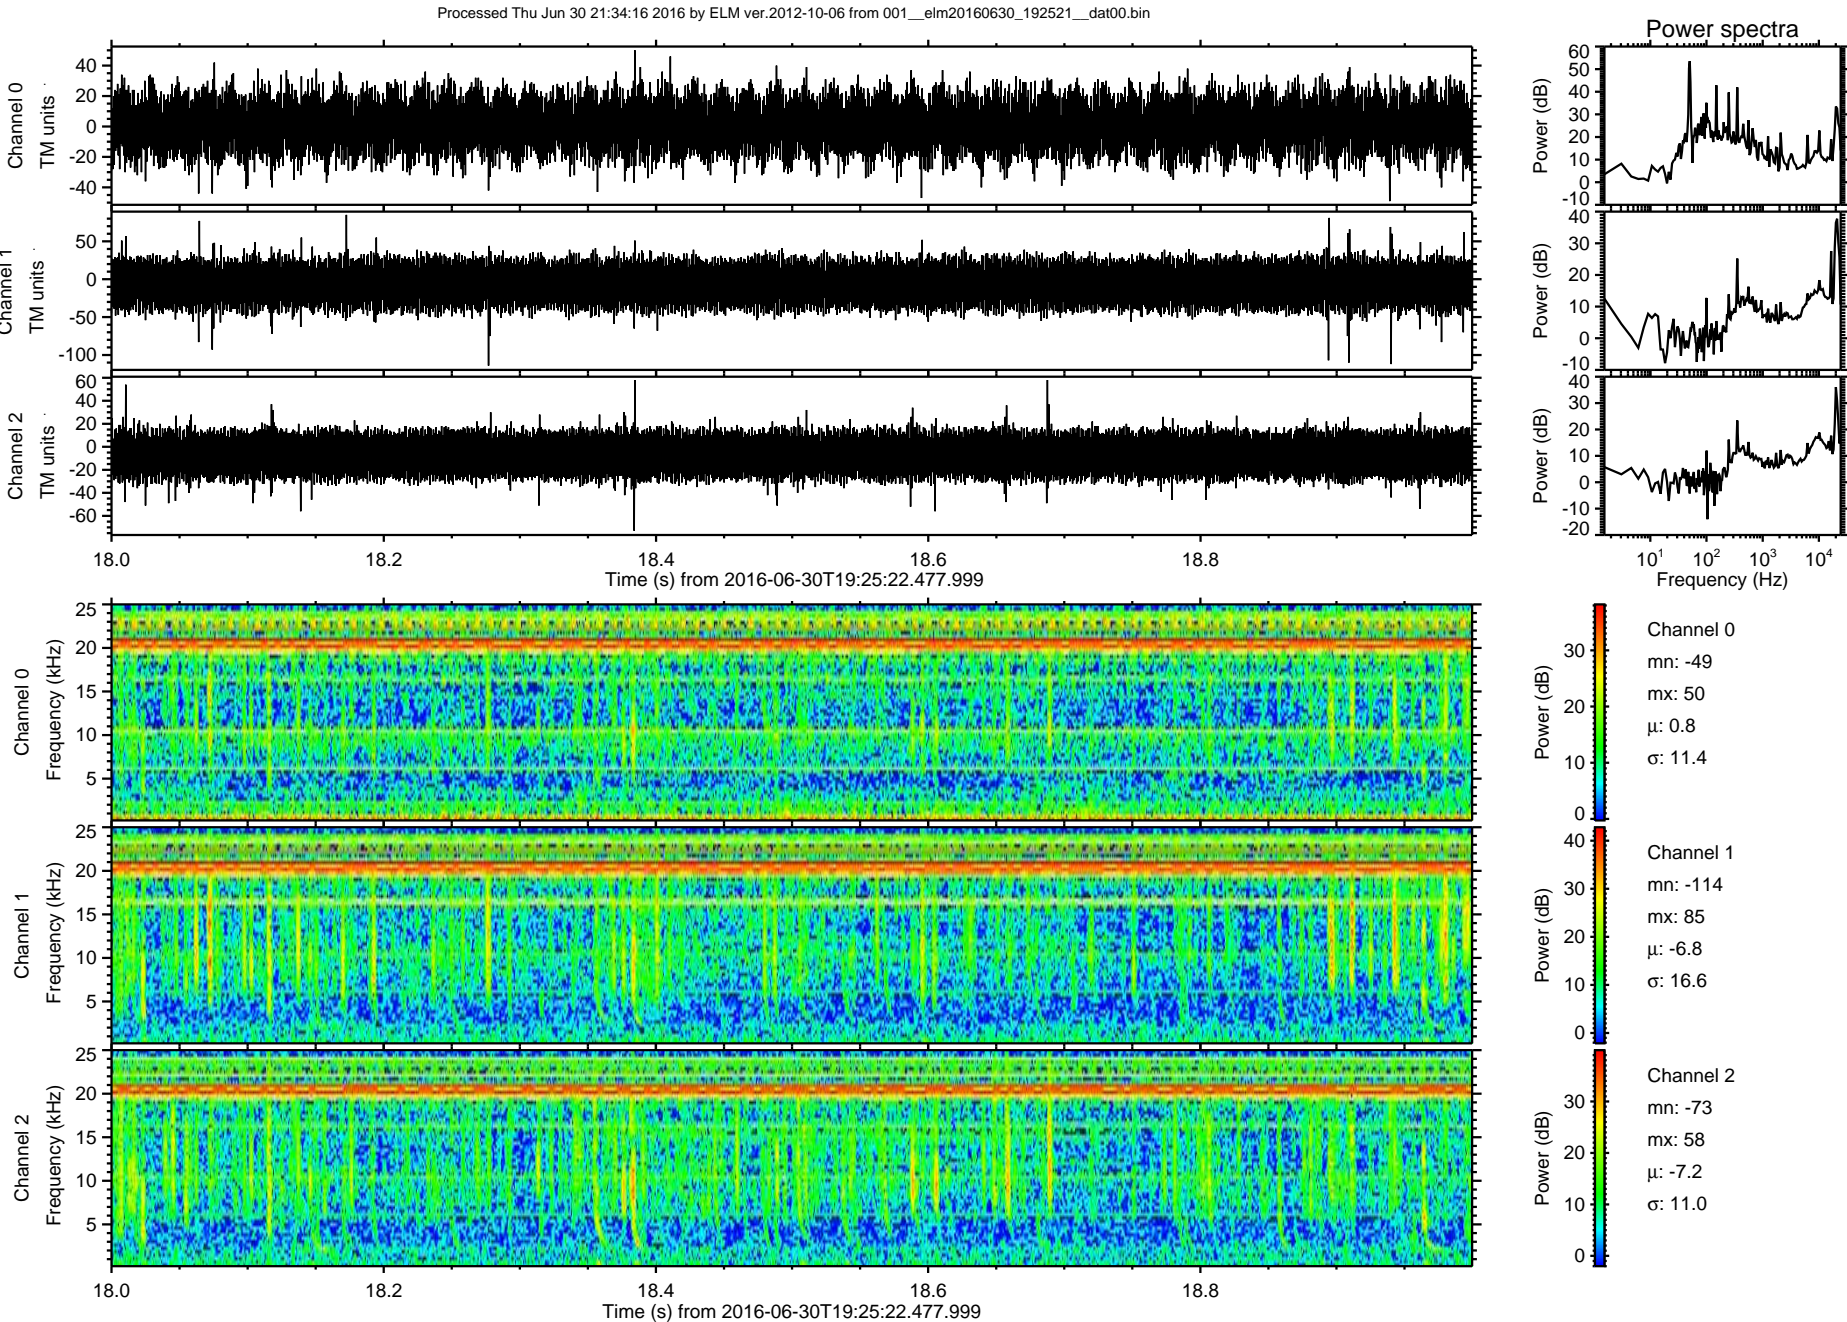 Processed Thu Jun 30 21:34:16 2016 by ELM ver.2012-10-06 from 001__elm20160630_192521__dat00.bin
Power spectra
Channel 0
TM units
40
20
0
-20
-40
Power (dB)
60
50
40
30
20
10
0
-10
Channel 1
TM units
50
0
-50
-100
Power (dB)
40
30
20
10
0
-10
Channel 2
TM units
60
40
20
0
-20
-40
-60
Power (dB)
40
30
20
10
0
-10
-20
18.0 18.2 18.4 18.6 18.8
Time (s) from 2016-06-30T19:25:22.477.999
10¹ 10² 10³ 10⁴
Frequency (Hz)
Channel 0
Frequency (kHz)
25
20
15
10
5
Power (dB)
30
20
10
0
Channel 0
mn: -49
mx: 50
μ: 0.8
σ: 11.4
Channel 1
Frequency (kHz)
25
20
15
10
5
Power (dB)
40
30
20
10
0
Channel 1
mn: -114
mx: 85
μ: -6.8
σ: 16.6
Channel 2
Frequency (kHz)
25
20
15
10
5
Power (dB)
30
20
10
0
Channel 2
mn: -73
mx: 58
μ: -7.2
σ: 11.0
18.0 18.2 18.4 18.6 18.8
Time (s) from 2016-06-30T19:25:22.477.999